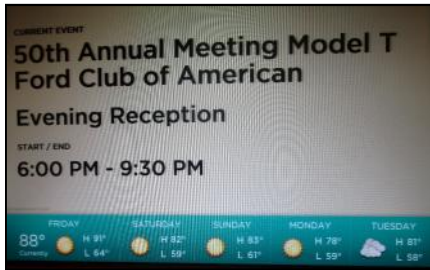 CURRENT EVENT
50th Annual Meeting Model T
Ford Club of American
Evening Reception
START / END
6:00 PM - 9:30 PM
FRIDAY SATURDAY SUNDAY MONDAY TUESDAY
88° H 91° H 82° H 83° H 78° H 81°
Currently L 64° L 59° L 61° L 59° L 58°